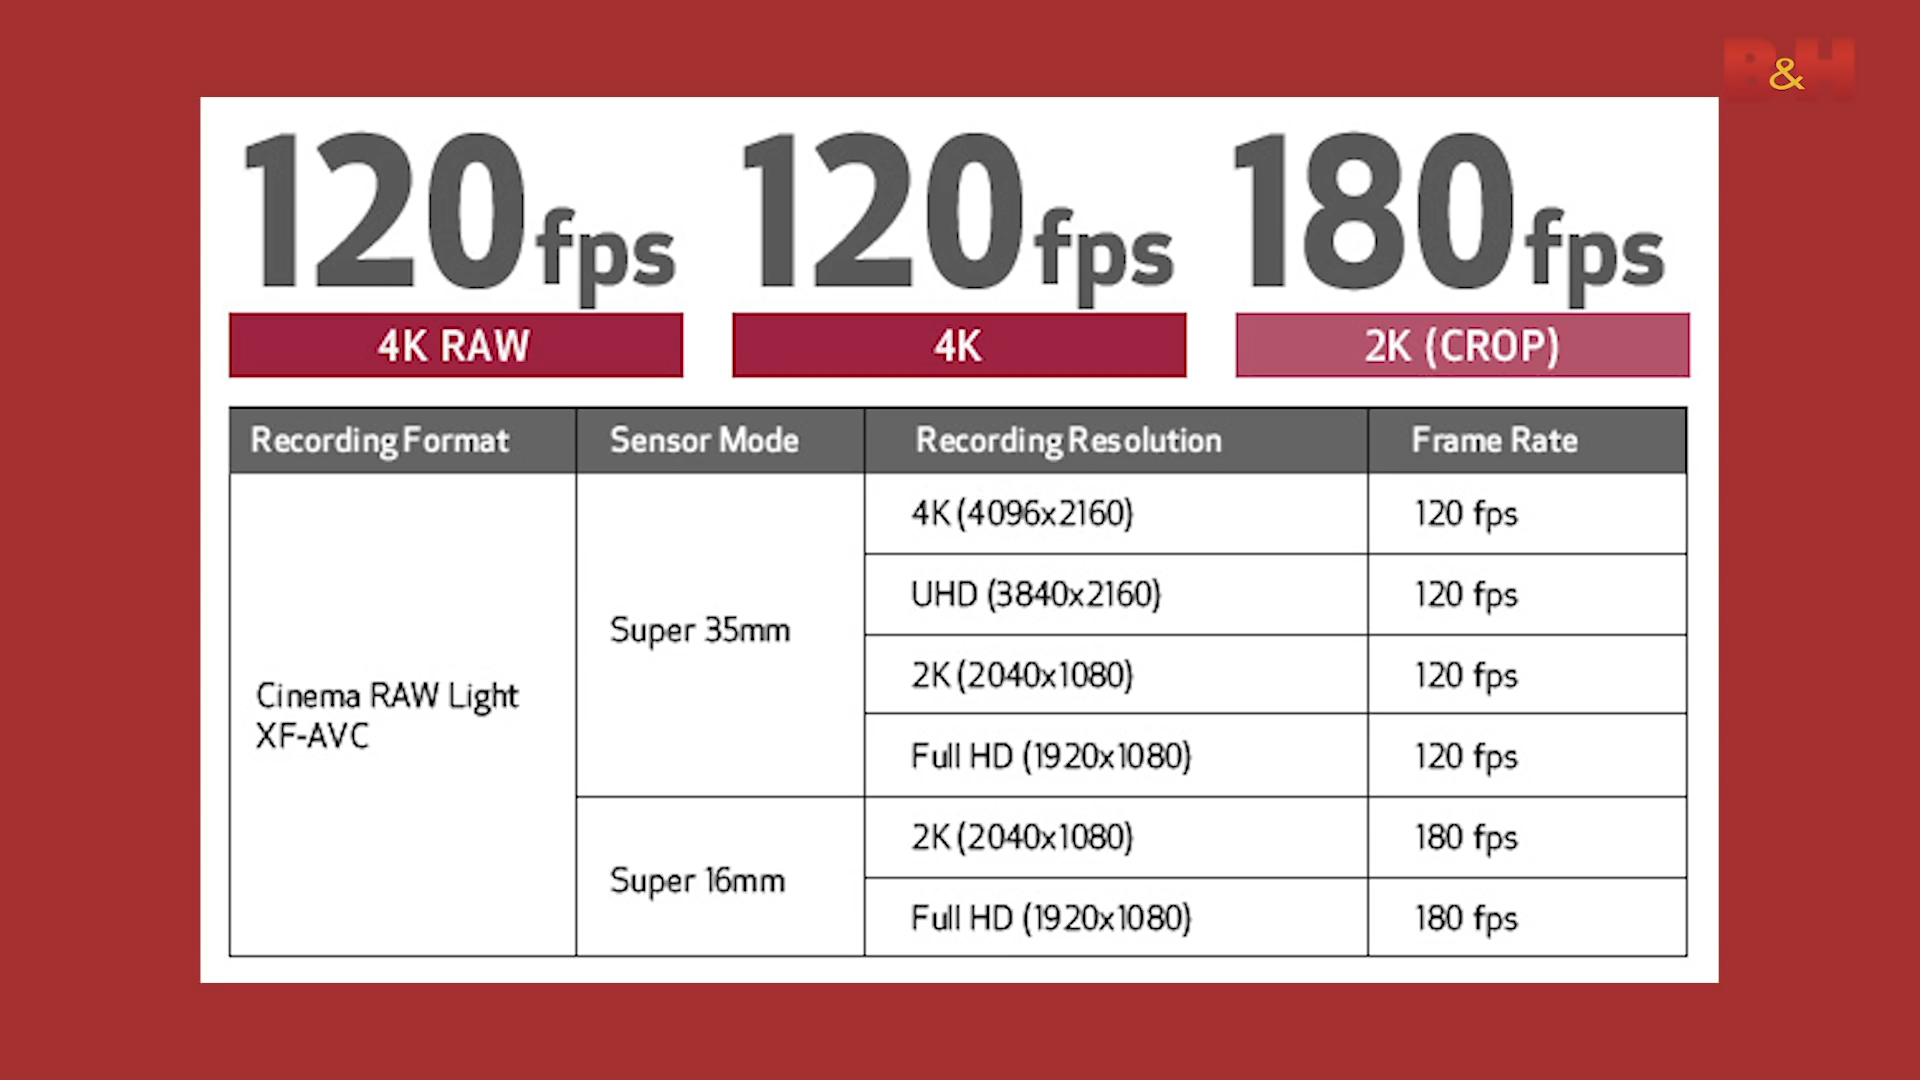 B&H
120fps 120fps 180fps
4K RAW 4K 2K (CROP)
Recording Format Sensor Mode Recording Resolution Frame Rate
4K (4096x2160) 120 fps
UHD (3840x2160) 120 fps
Super 35mm
2K (2040x1080) 120 fps
Cinema RAW Light
XF-AVC
Full HD (1920x1080) 120 fps
2K (2040x1080) 180 fps
Super 16mm
Full HD (1920x1080) 180 fps